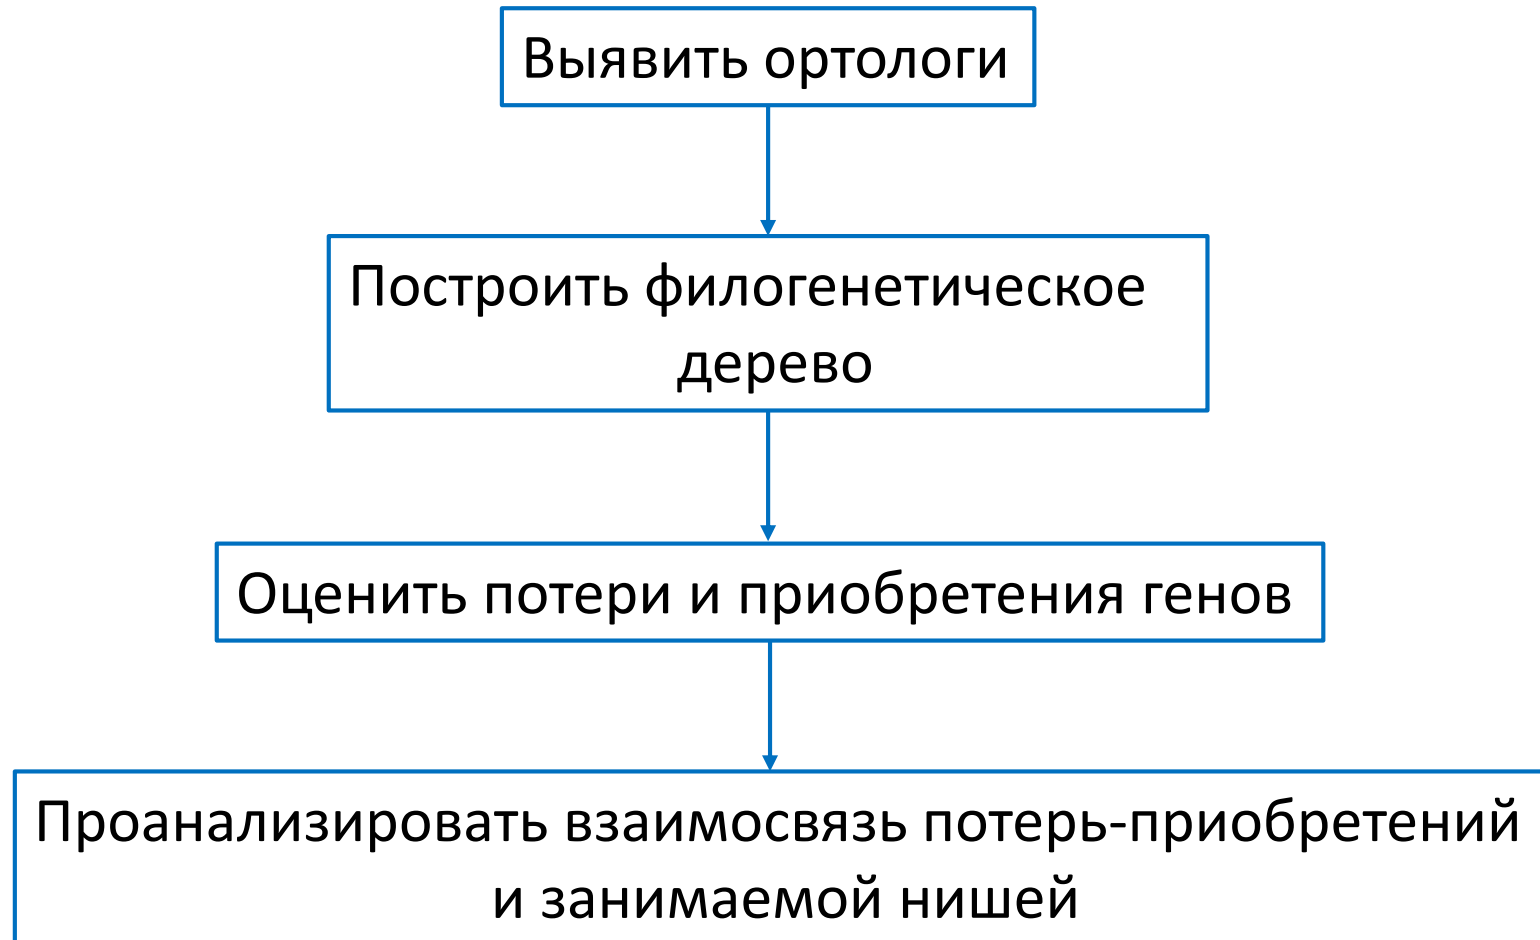 Выявить ортологи
Построить филогенетическое
дерево
Оценить потери и приобретения генов
Проанализировать взаимосвязь потерь-приобретений
и занимаемой нишей